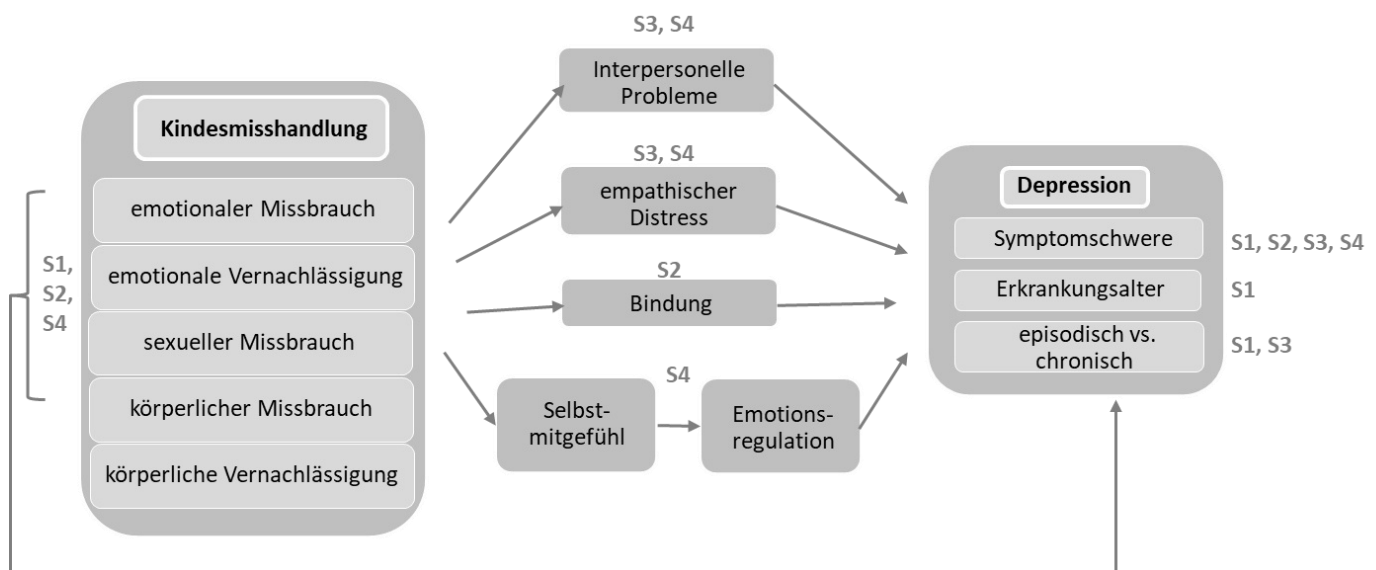 S3, S4
Interpersonelle
Probleme
Kindesmisshandlung
S3, S4
empathischer
Distress
Depression
emotionaler Missbrauch
Symptomschwere
S1, S2, S3, S4
S1,
S2,
S4
emotionale Vernachlässigung
S2
Bindung
Erkrankungsalter
S1
sexueller Missbrauch
episodisch vs.
chronisch
S1, S3
körperlicher Missbrauch
S4
Selbst-
mitgefühl
Emotions-
regulation
körperliche Vernachlässigung